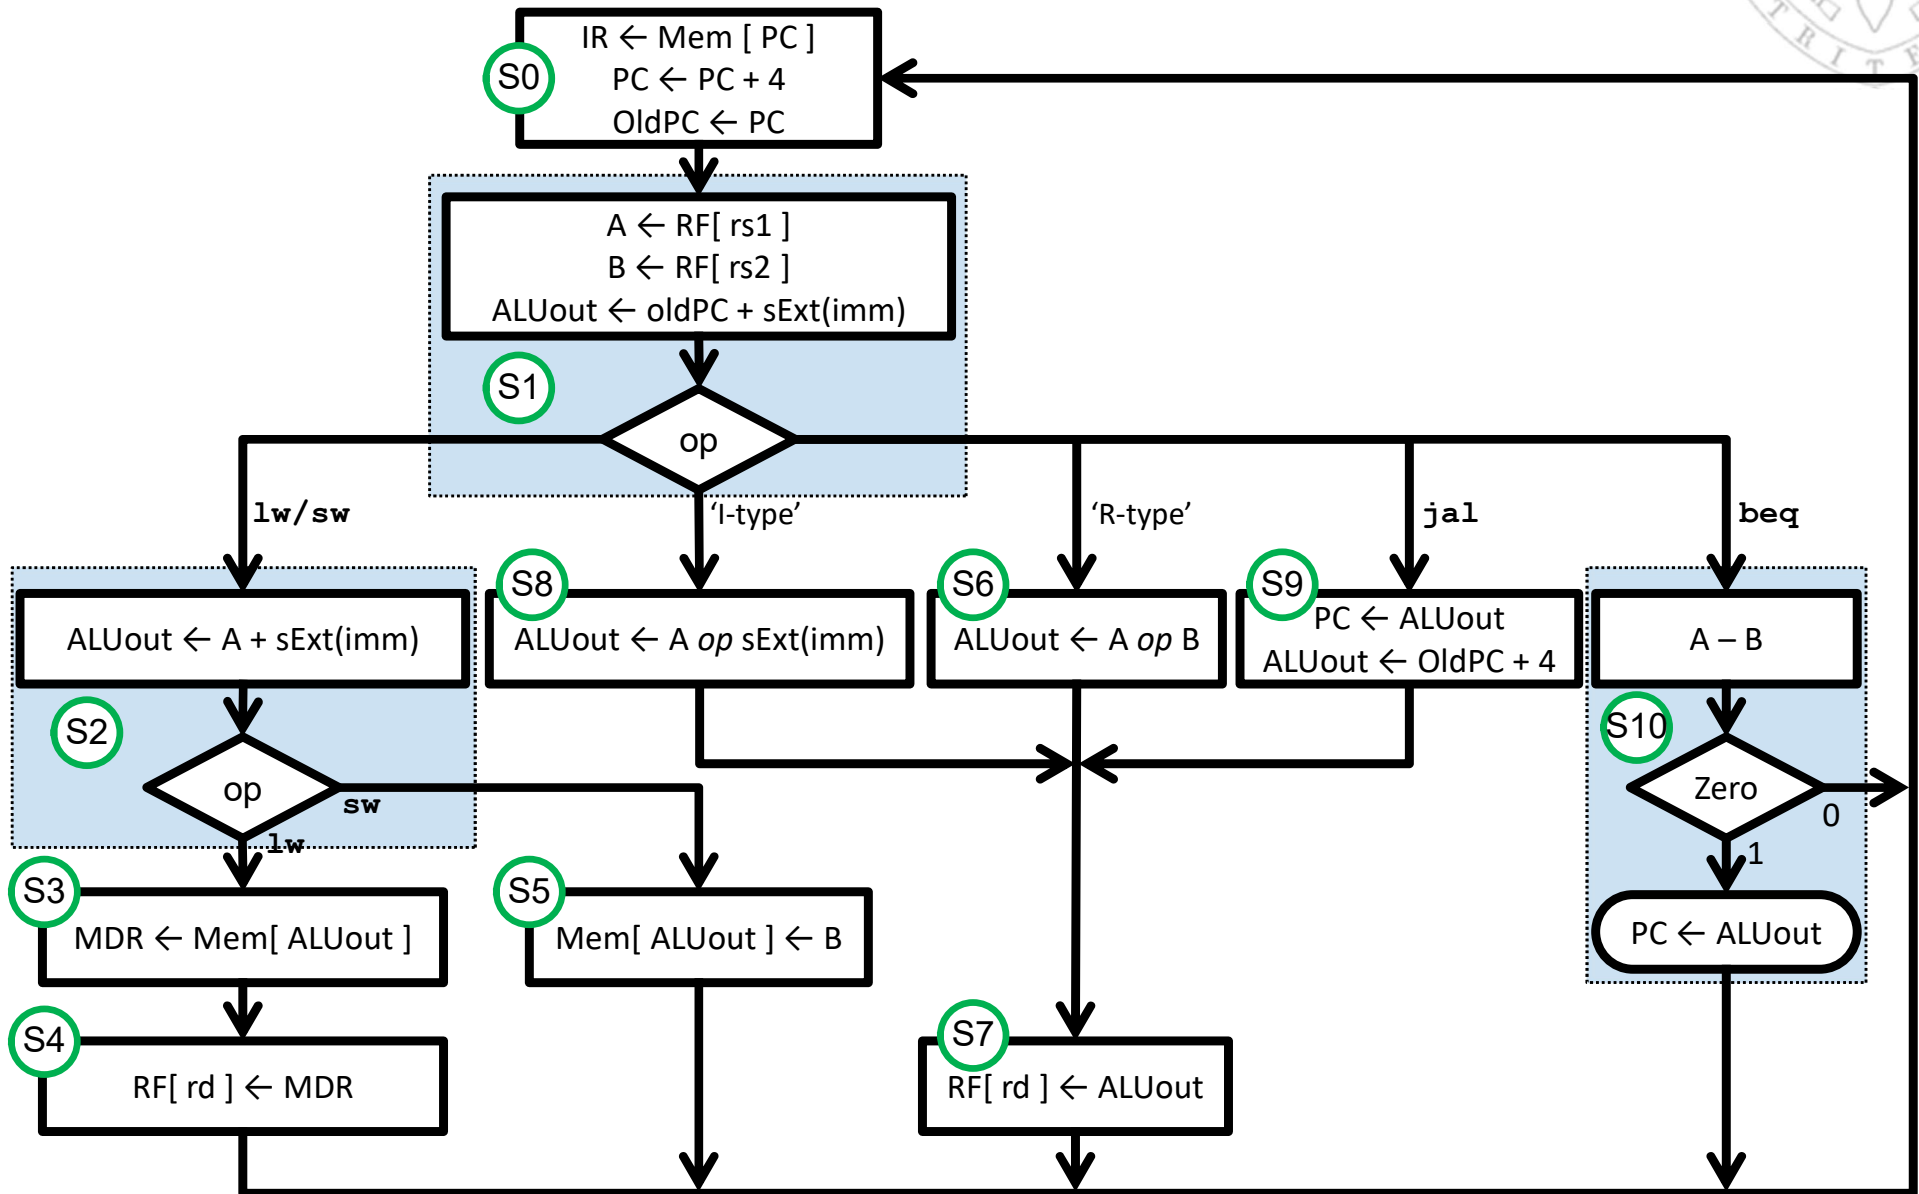 IR ← Mem [ PC ]
S0
PC ← PC + 4
OldPC ← PC
A ← RF[ rs1 ]
B ← RF[ rs2 ]
ALUout ← oldPC + sExt(imm)
S1
op
lw/sw
‘I-type’
‘R-type’
jal
beq
S2
ALUout ← A + sExt(imm)
op
sw
lw
S8
ALUout ← A op sExt(imm)
S6
ALUout ← A op B
S9
PC ← ALUout
ALUout ← OldPC + 4
A – B
S10
Zero
0
1
PC ← ALUout
S3
MDR ← Mem[ ALUout ]
S5
Mem[ ALUout ] ← B
S4
RF[ rd ] ← MDR
S7
RF[ rd ] ← ALUout